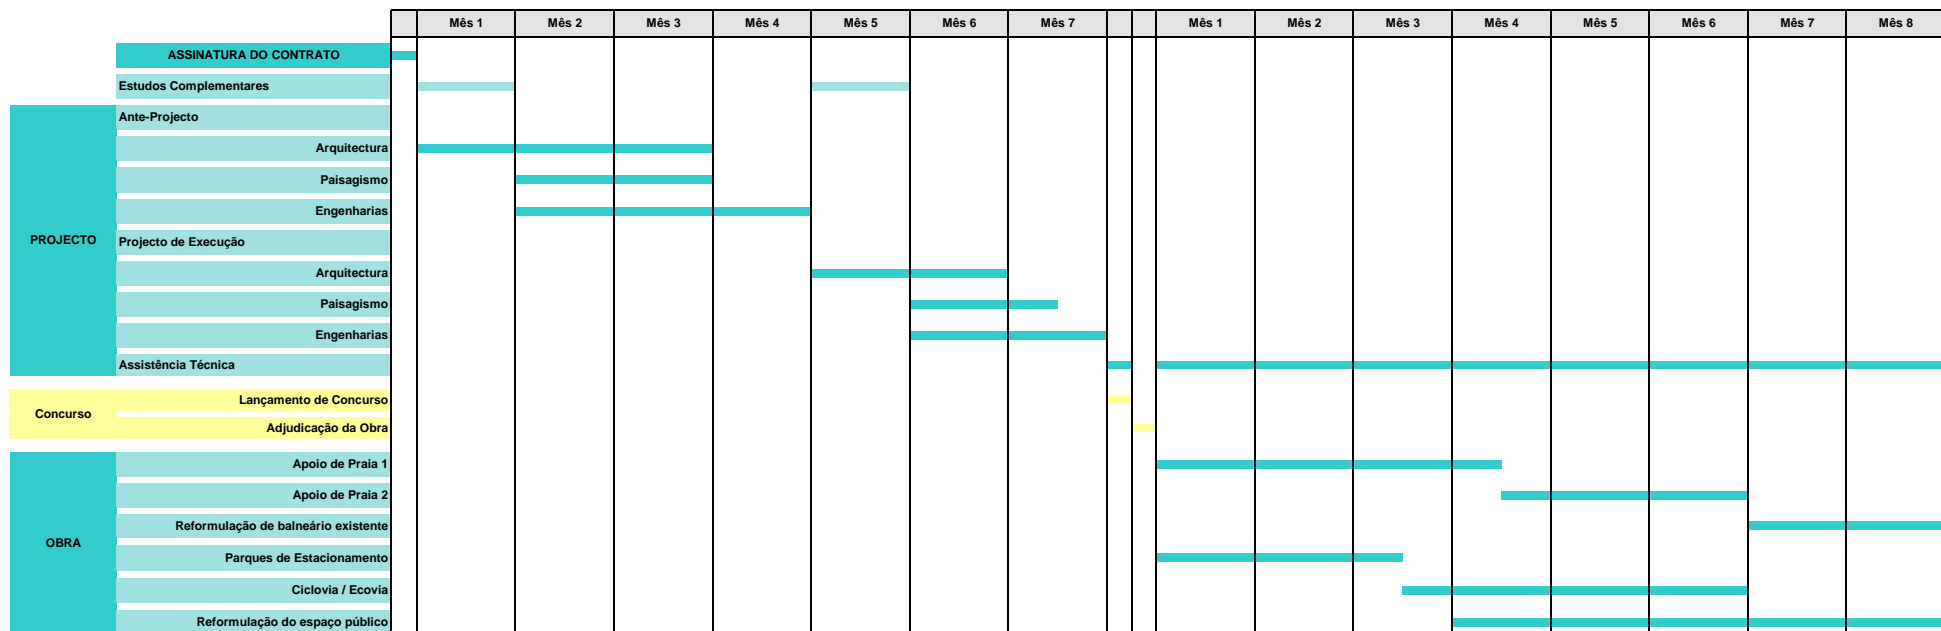 Mês 1 Mês 2 Mês 3 Mês 4 Mês 5 Mês 6 Mês 7 Mês 1 Mês 2 Mês 3 Mês 4 Mês 5 Mês 6 Mês 7 Mês 8
ASSINATURA DO CONTRATO
Estudos Complementares
Ante-Projecto
Arquitectura
Paisagismo
Engenharias
PROJECTO Projecto de Execução
Arquitectura
Paisagismo
Engenharias
Assistência Técnica
Lançamento de Concurso
Concurso
Adjudicação da Obra
Apoio de Praia 1
Apoio de Praia 2
Reformulação de balneário existente
OBRA
Parques de Estacionamento
Ciclovia / Ecovia
Reformulação do espaço público